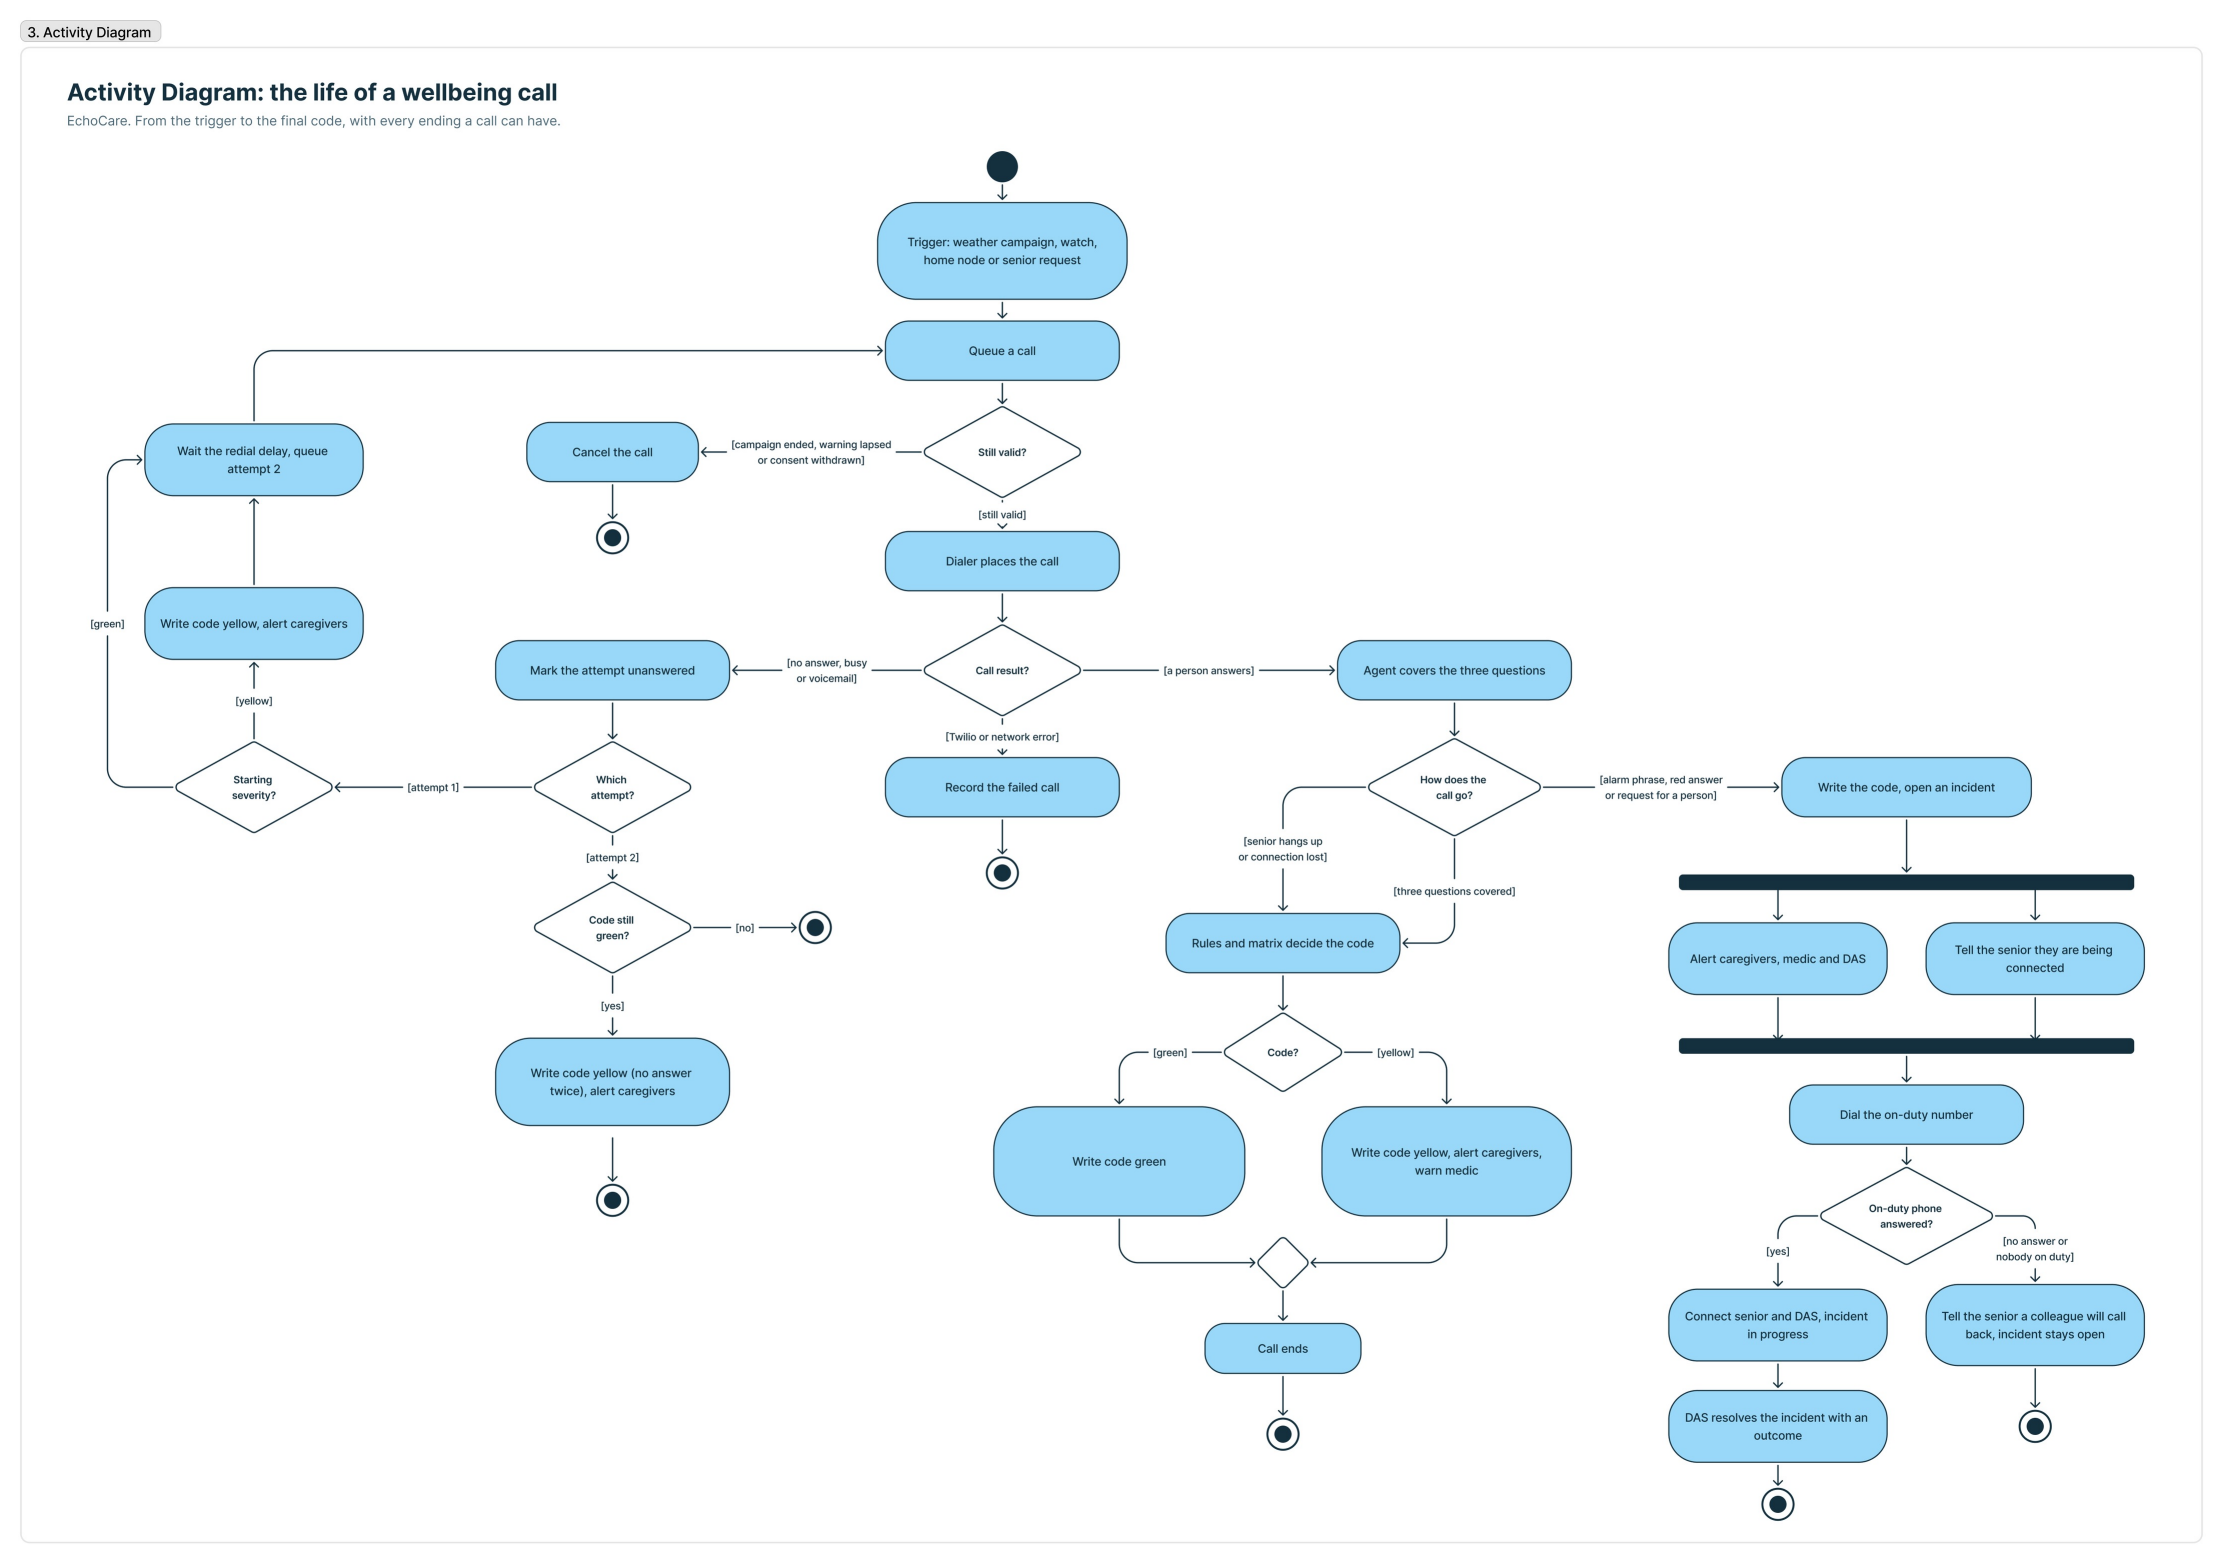 3. Activity Diagram
Activity Diagram: the life of a wellbeing call
EchoCare. From the trigger to the final code, with every ending a call can have.
Trigger: weather campaign, watch,
home node or senior request
Queue a call
Wait the redial delay, queue
attempt 2
Cancel the call
[campaign ended, warning lapsed
or consent withdrawn]
Still valid?
[still valid]
Dialer places the call
[green]
Write code yellow, alert caregivers
Mark the attempt unanswered
[no answer, busy
or voicemail]
Call result?
[a person answers]
Agent covers the three questions
[yellow]
[Twilio or network error]
Starting
severity?
[attempt 1]
Which
attempt?
Record the failed call
How does the
call go?
[alarm phrase, red answer
or request for a person]
Write the code, open an incident
[senior hangs up
or connection lost]
[attempt 2]
[three questions covered]
Code still
green?
[no]
Rules and matrix decide the code
Alert caregivers, medic and DAS
Tell the senior they are being
connected
[yes]
[green]
Code?
[yellow]
Write code yellow (no answer
twice), alert caregivers
Dial the on-duty number
Write code green
Write code yellow, alert caregivers,
warn medic
On-duty phone
answered?
[yes]
[no answer or
nobody on duty]
Call ends
Connect senior and DAS, incident
in progress
Tell the senior a colleague will call
back, incident stays open
DAS resolves the incident with an
outcome